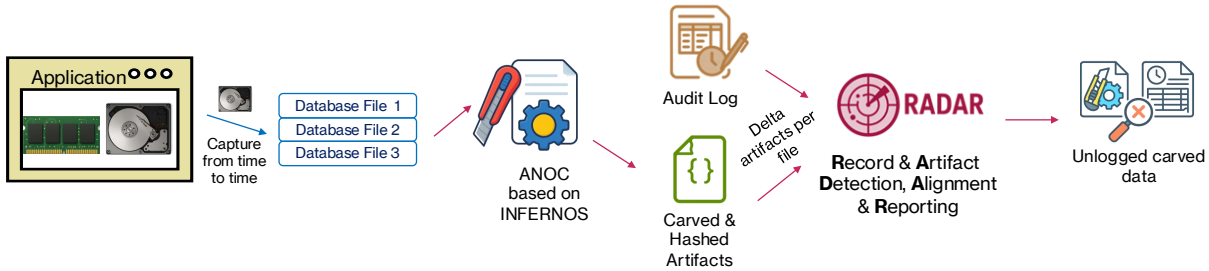 Application
Capture
from time
to time
Database File 1
Database File 2
Database File 3
ANOC
based on
INFERNOS
Audit Log
{ }
Carved &
Hashed
Artifacts
Delta
artifacts per
file
RADAR
Record & Artifact
Detection, Alignment
& Reporting
Unlogged carved
data